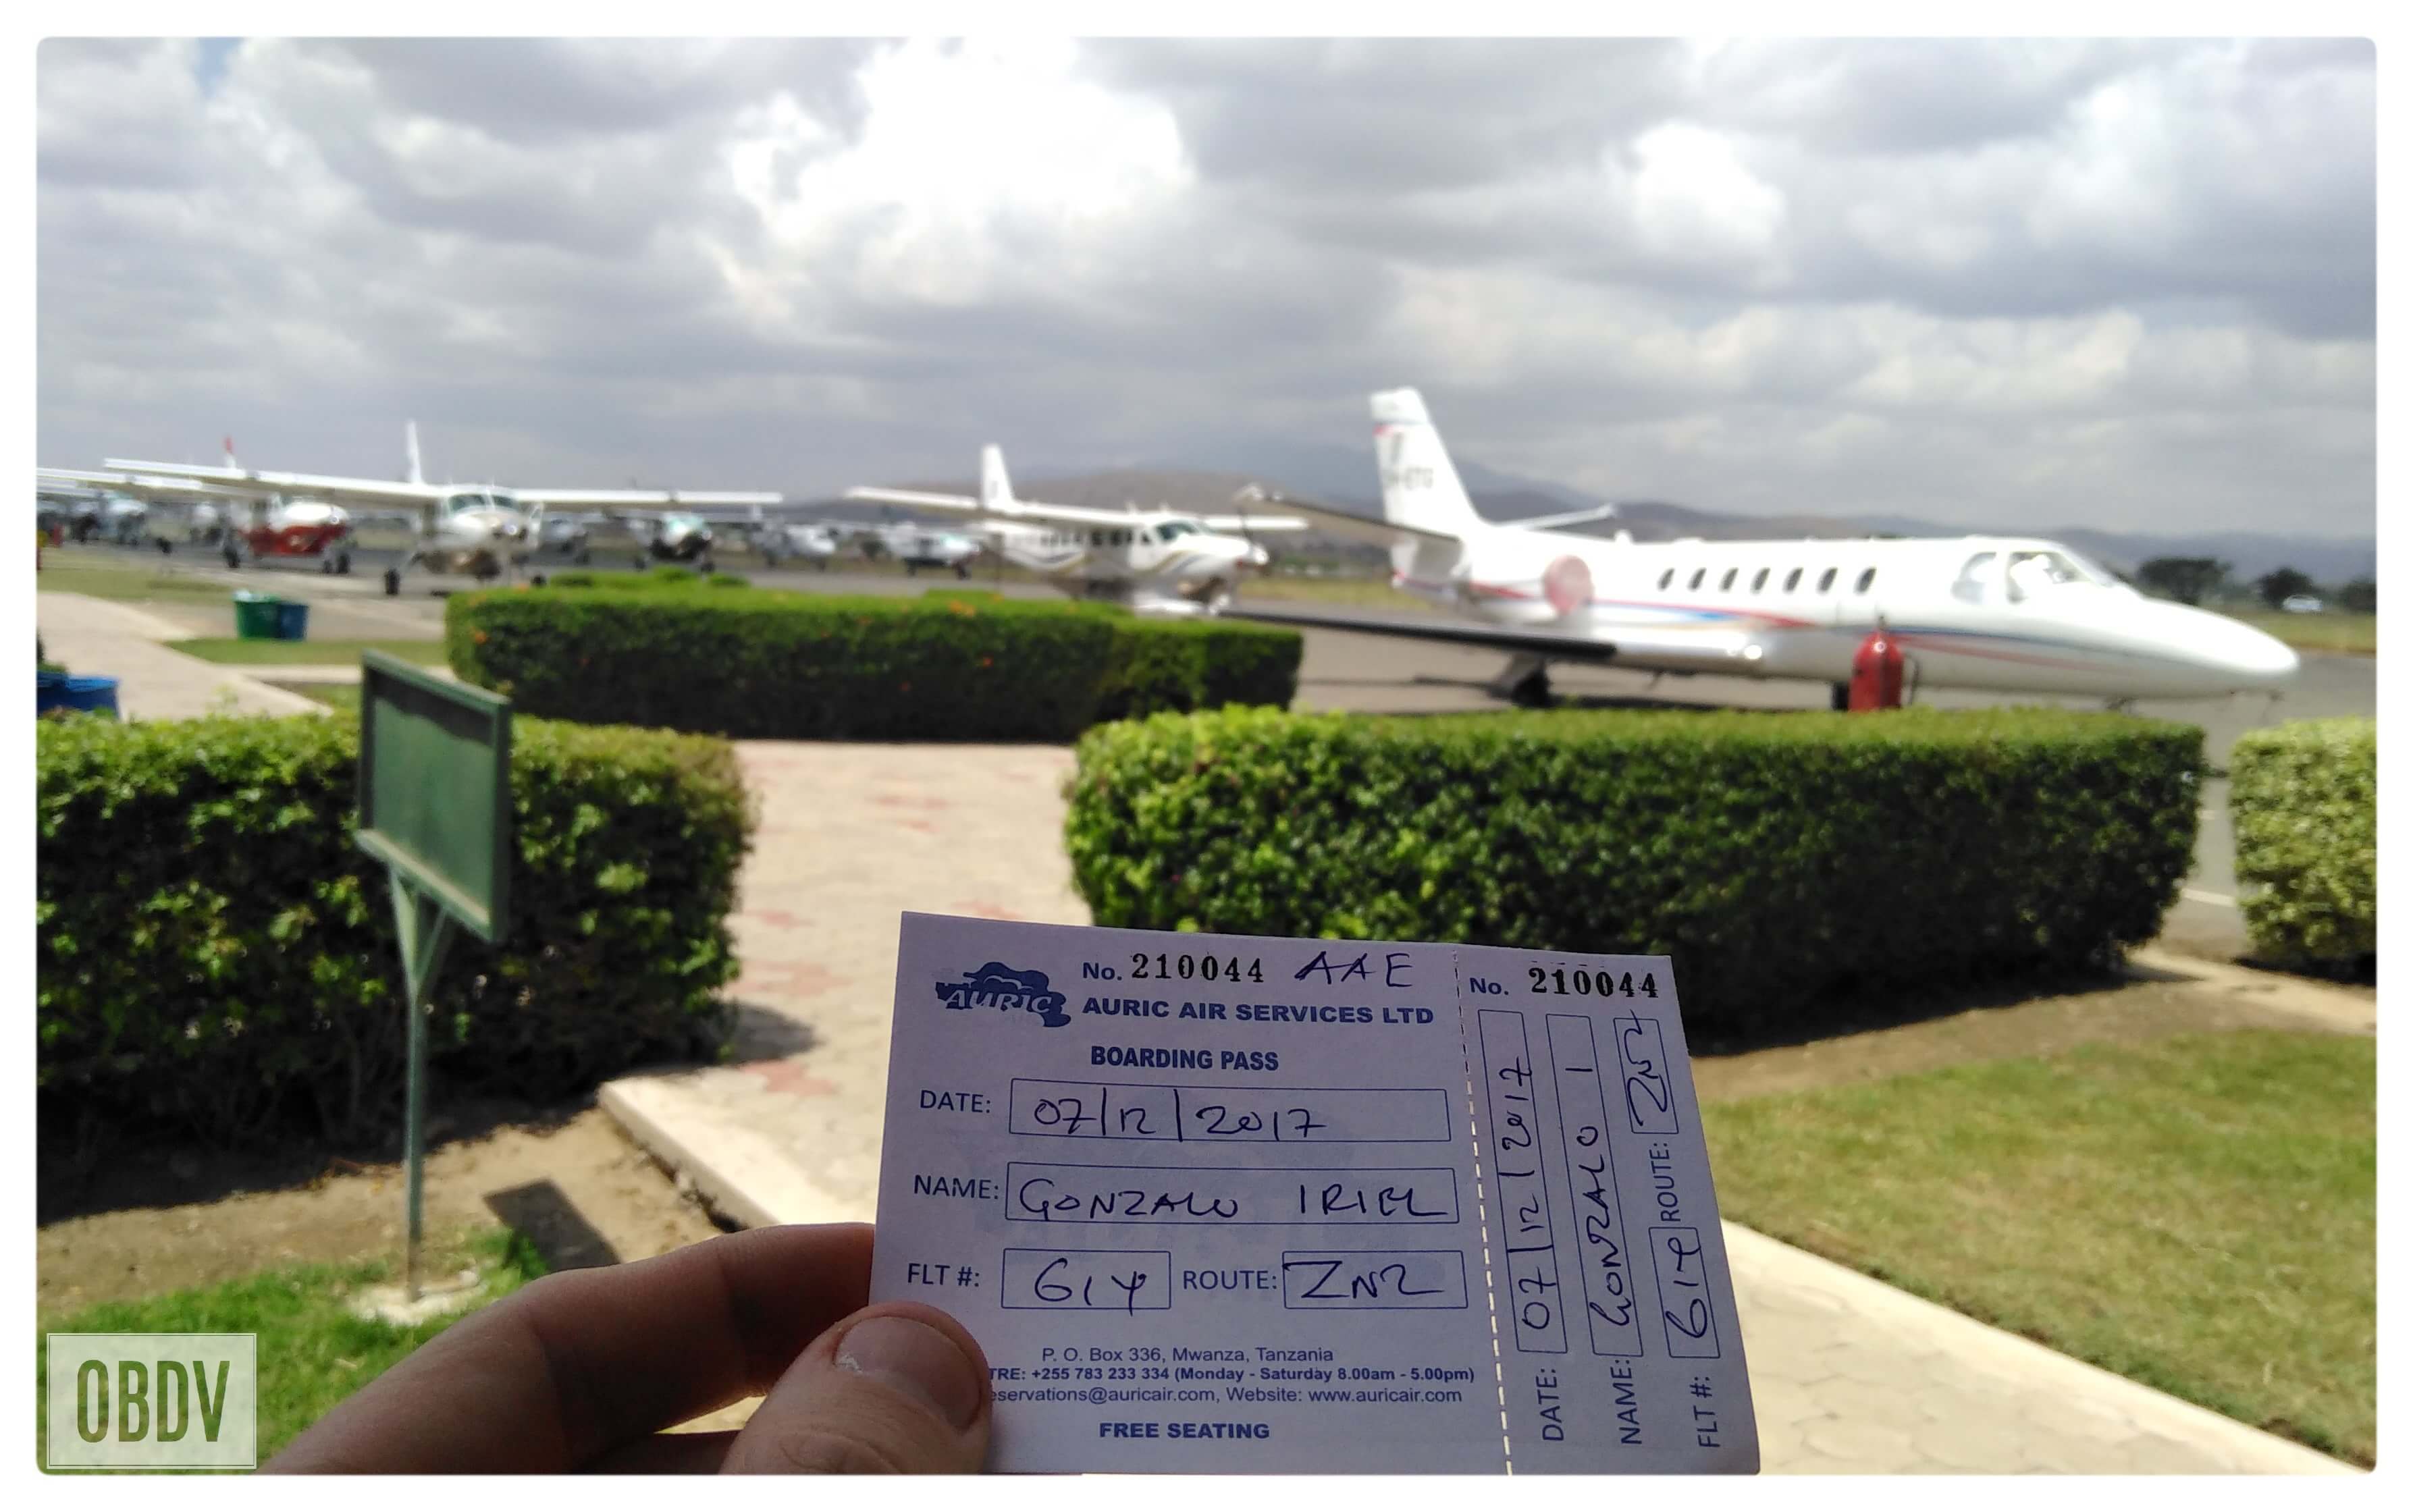 No. 210044 AAE
AURIC
AURIC AIR SERVICES LTD
BOARDING PASS
DATE: 07/12/2017
NAME: GONZALO IRIEL
FLT #: 614 ROUTE: ZNZ
P. O. Box 336, Mwanza, Tanzania
TRE: +255 783 233 334 (Monday - Saturday 8.00am - 5.00pm)
eservations@auricair.com, Website: www.auricair.com
FREE SEATING
No. 210044
DATE: 07/12/2017
NAME: GONZALO I
FLT #: 614 ROUTE: ZNZ
OBDV